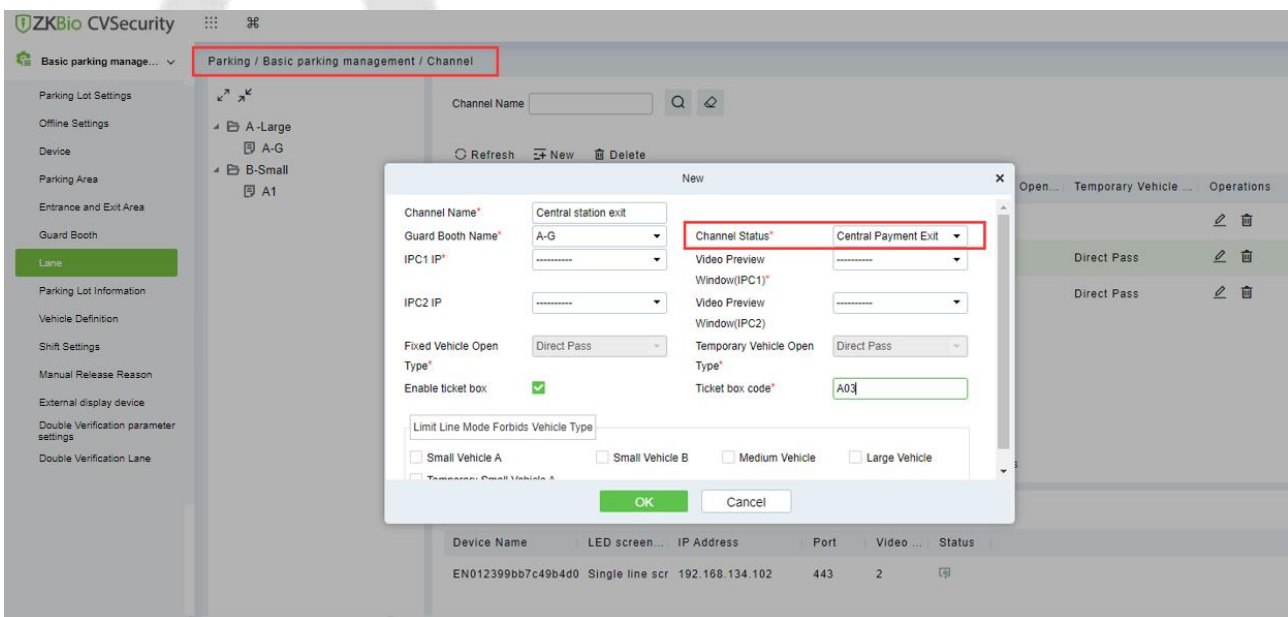 ZKBio CVSecurity
Basic parking manage...
Parking / Basic parking management / Channel
Parking Lot Settings
Offline Settings
Device
Parking Area
Entrance and Exit Area
Guard Booth
Lane
Parking Lot Information
Vehicle Definition
Shift Settings
Manual Release Reason
External display device
Double Verification parameter
settings
Double Verification Lane
A -Large
A-G
B-Small
A1
Channel Name
Refresh New Delete
Open... Temporary Vehicle ... Operations
Direct Pass
Direct Pass
New
Channel Name* Central station exit
Guard Booth Name* A-G Channel Status* Central Payment Exit
IPC1 IP* ---------- Video Preview ----------
Window(IPC1)*
IPC2 IP ---------- Video Preview ----------
Window(IPC2)
Fixed Vehicle Open Direct Pass Temporary Vehicle Open Direct Pass
Type* Type*
Enable ticket box Ticket box code* A03
Limit Line Mode Forbids Vehicle Type
Small Vehicle A Small Vehicle B Medium Vehicle Large Vehicle
Temporary Small Vehicle A
OK Cancel
Device Name LED screen... IP Address Port Video ... Status
EN012399bb7c49b4d0 Single line scr 192.168.134.102 443 2